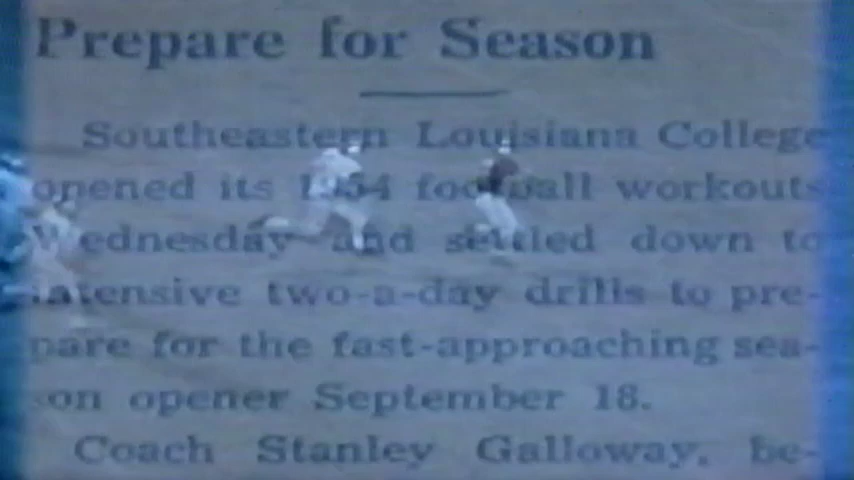 Prepare for Season
Southeastern Louisiana College
opened its 1954 football workouts
Wednesday and settled down to
intensive two-a-day drills to pre-
pare for the fast-approaching sea-
son opener September 18.
Coach Stanley Galloway, be-